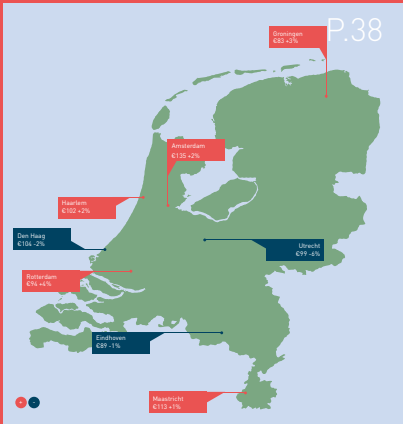 P.38
Groningen
€83 +3%
Amsterdam
€135 +2%
Haarlem
€102 +2%
Den Haag
€104 -2%
Utrecht
€99 -6%
Rotterdam
€94 +6%
Eindhoven
€89 -1%
Maastricht
€113 +1%
+ -